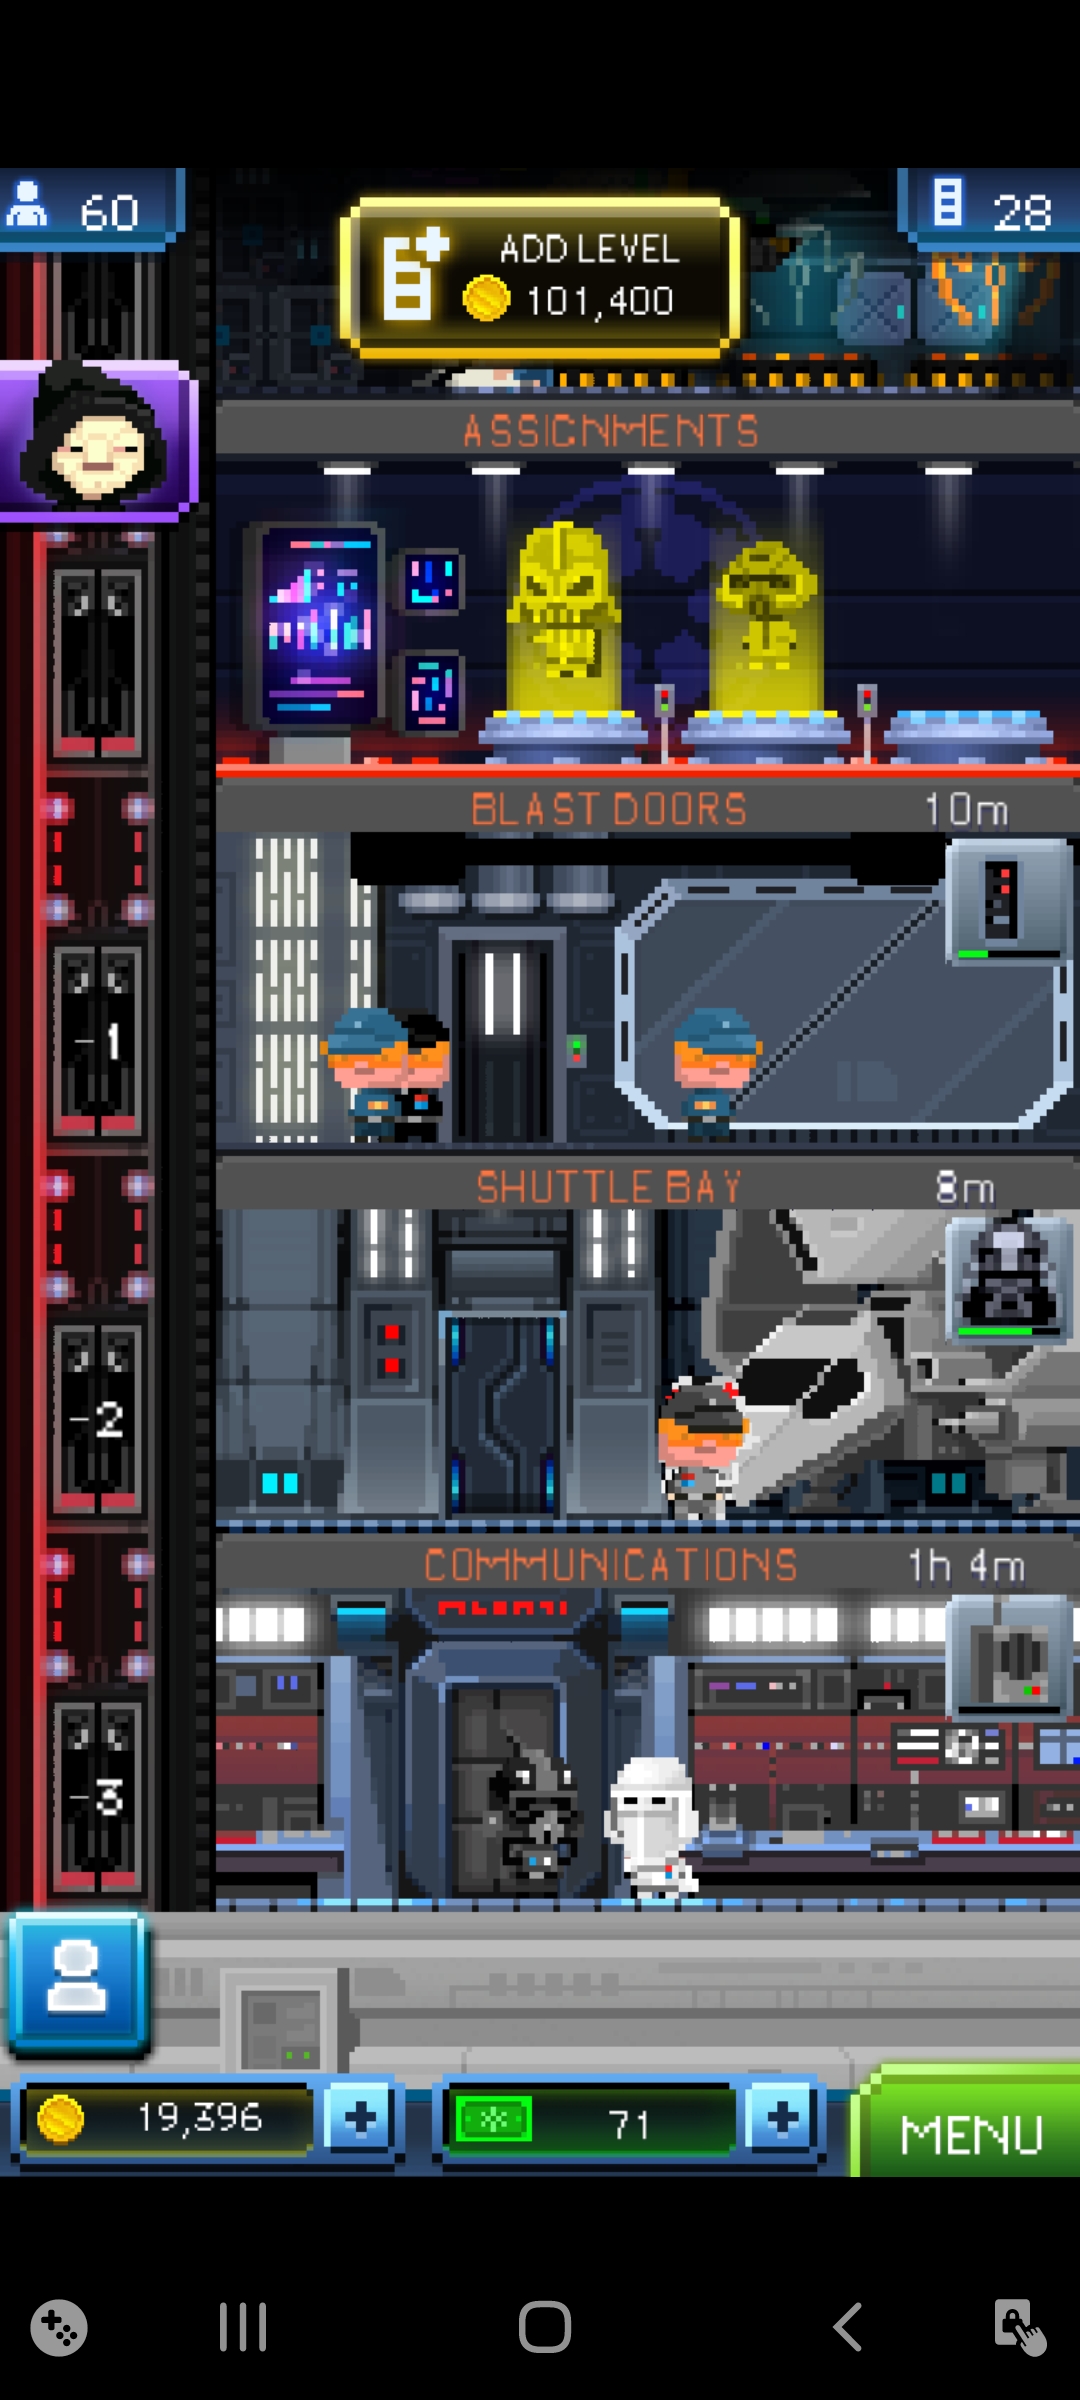 60
ADD LEVEL
101,400
28
ASSIGNMENTS
BLAST DOORS 10m
-1
SHUTTLE BAY 8m
-2
COMMUNICATIONS 1h 4m
-3
19,396
71
MENU